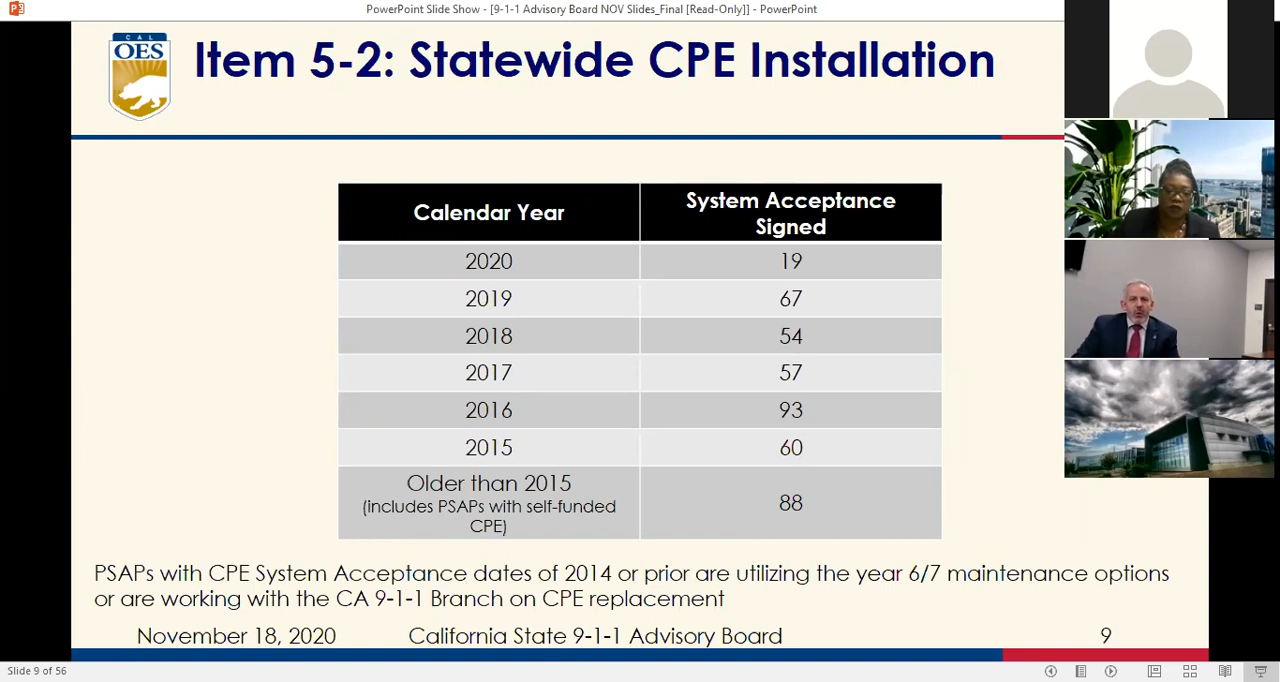 PowerPoint Slide Show - [9-1-1 Advisory Board NOV Slides_Final [Read-Only]] - PowerPoint
CAL
OES
Item 5-2: Statewide CPE Installation
Calendar Year
System Acceptance
Signed
2020
19
2019
67
2018
54
2017
57
2016
93
2015
60
Older than 2015
(includes PSAPs with self-funded
CPE)
88
PSAPs with CPE System Acceptance dates of 2014 or prior are utilizing the year 6/7 maintenance options
or are working with the CA 9-1-1 Branch on CPE replacement
November 18, 2020
California State 9-1-1 Advisory Board
9
Slide 9 of 56